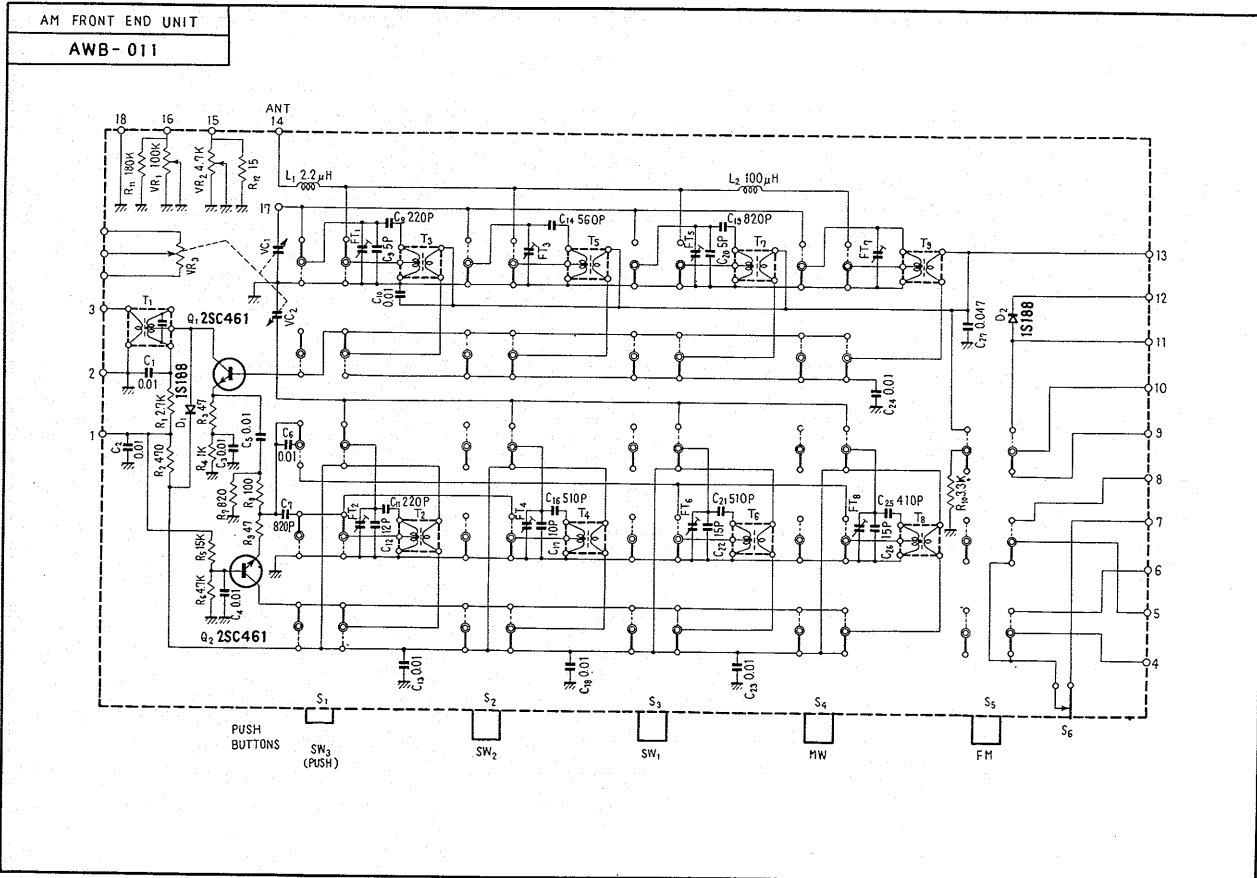 AM FRONT END UNIT
AWB-011
ANT
18
16
15
14
R11 180K
VR1 100K
VR2 4.7K
R12 15
L1 2.2μH
L2 100μH
17
VC1
VC2
VR3
FT1
C8 220P
C9 5P
T3
C10 0.01
FT3
C14 560P
T5
FT5
C19 820P
C20 5P
T7
FT7
T9
13
12
11
10
9
8
7
6
5
4
3
2
1
T1
Q1 2SC461
C1 0.01
1S188
D1
R1 2.7K
R2 470
C2 0.01
R3 47
R4 1K
C3 0.01
C5 0.01
C6 0.01
C7 820P
R7 820
R8 100
R9 47
R5 15K
R6 4.7K
C4 0.01
Q2 2SC461
C24 0.01
C27 0.047
D2 1S188
R10 3.3K
FT2
C11 220P
C12 12P
T2
FT4
C16 510P
C17 10P
T4
FT6
C21 510P
C22 15P
T6
FT8
C25 410P
C26 15P
T8
C13 0.01
C18 0.01
C23 0.01
PUSH BUTTONS
S1
S2
S3
S4
S5
S6
SW3
(PUSH)
SW2
SW1
MW
FM